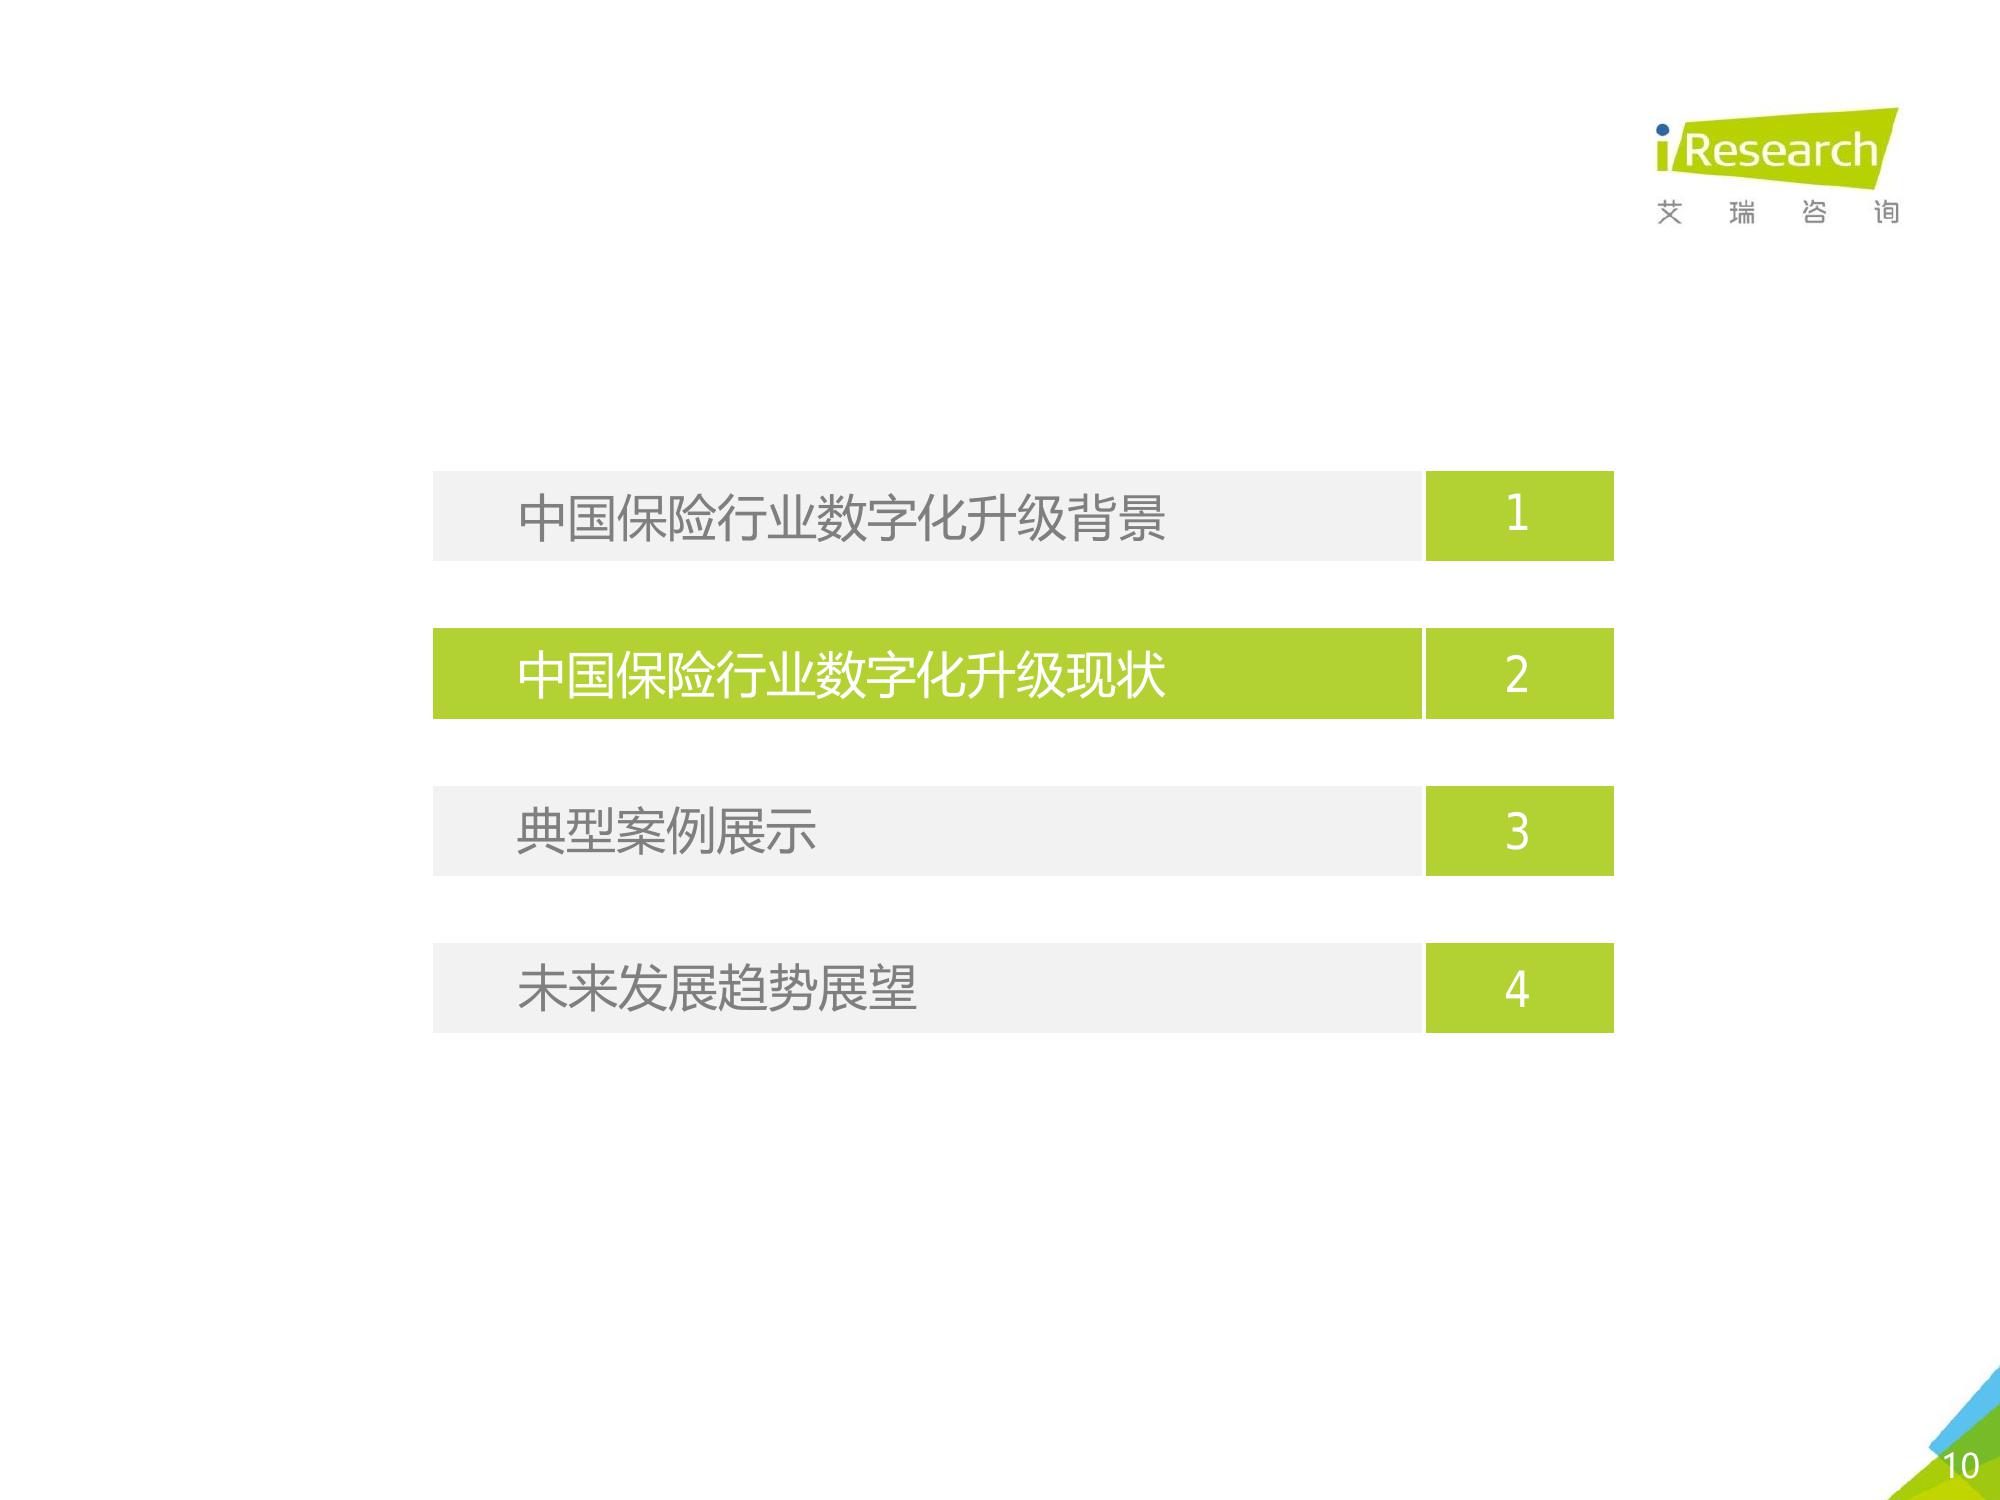 iResearch
艾瑞咨询
中国保险行业数字化升级背景 1
中国保险行业数字化升级现状 2
典型案例展示 3
未来发展趋势展望 4
10